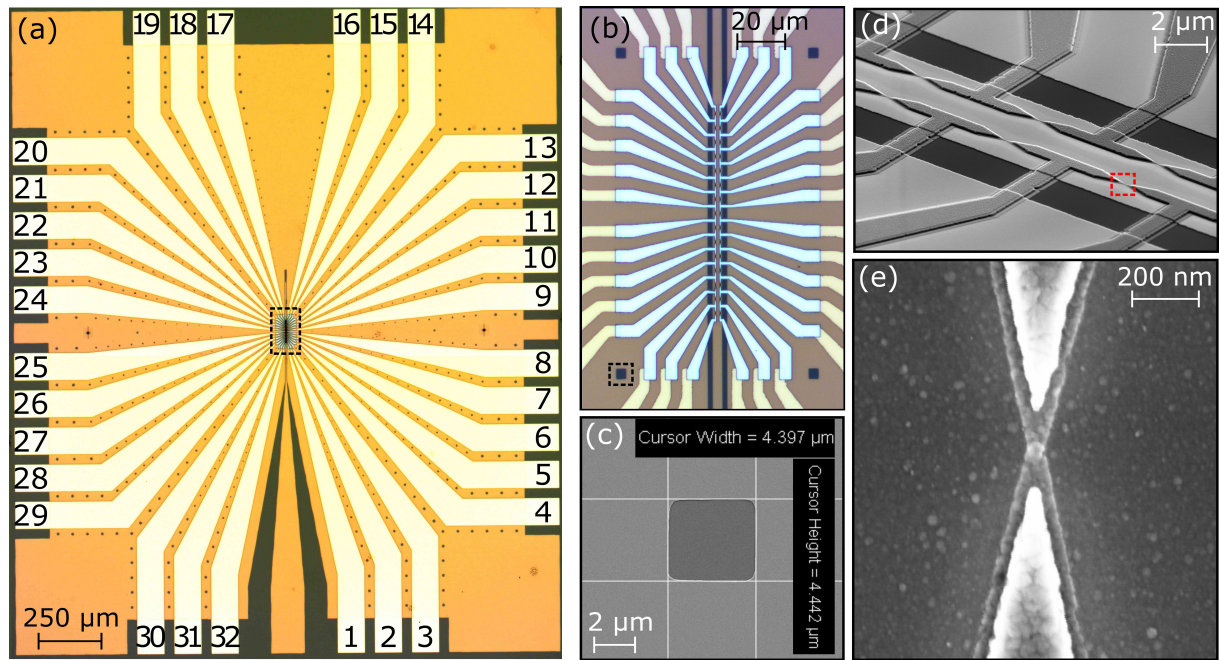 (a)
19 18 17
16 15 14
20
21
22
23
24
25
26
27
28
29
13
12
11
10
9
8
7
6
5
4
30 31 32
1 2 3
250 μm
(b)
20 μm
(c)
Cursor Width = 4.397 μm
Cursor Height = 4.442 μm
2 μm
(d)
2 μm
(e)
200 nm